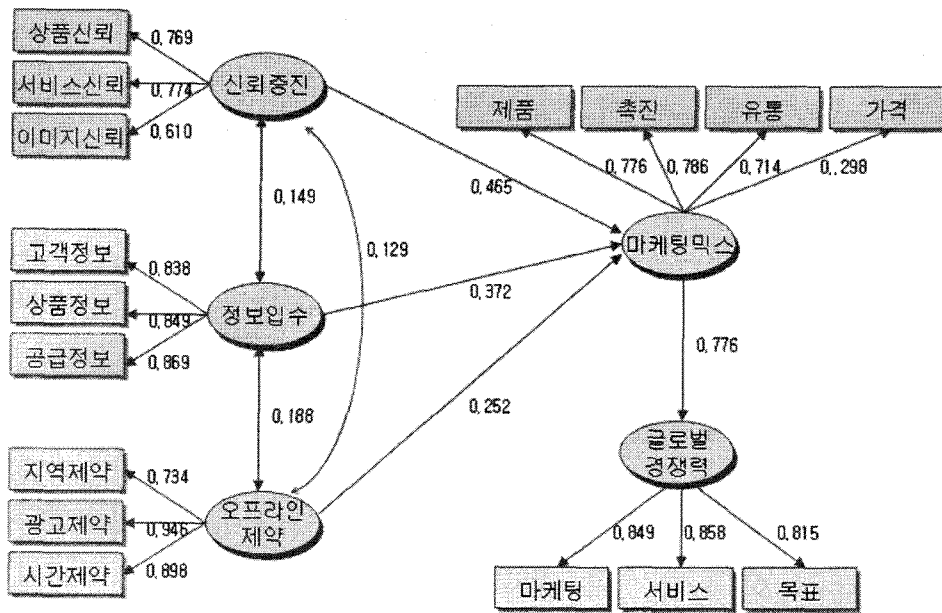 상품신뢰
0.769
서비스신뢰
0.774
이미지신뢰
0.610
신뢰증진
제품
촉진
유통
가격
0.776
0.786
0.714
0..298
0.465
0.149
0.129
마케팅믹스
고객정보
0.838
상품정보
0.849
공급정보
0.869
정보입수
0.372
0.776
0.188
0.252
글로벌
경쟁력
지역제약
0.734
광고제약
0.946
시간제약
0.898
오프라인
제약
0.849
0.858
0.815
마케팅
서비스
목표